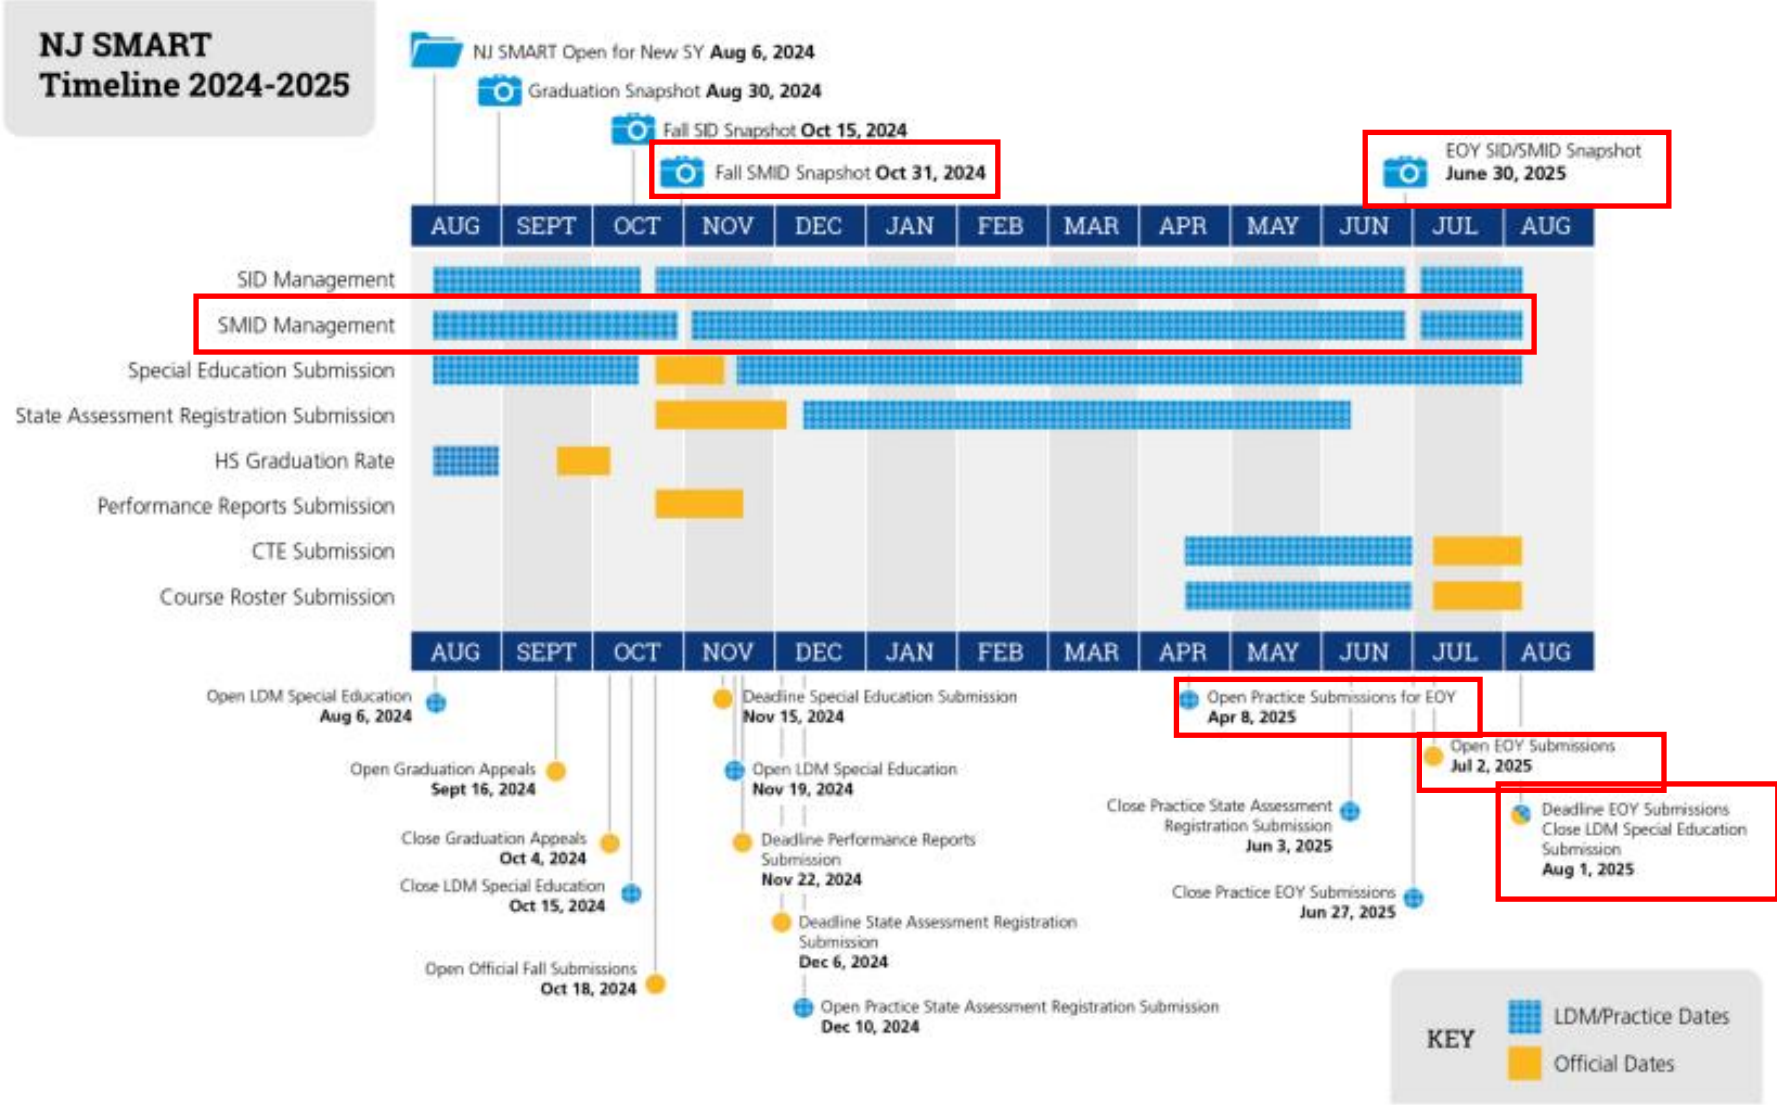 NJ SMART
Timeline 2024-2025
NJ SMART Open for New SY Aug 6, 2024
Graduation Snapshot Aug 30, 2024
Fall SID Snapshot Oct 15, 2024
Fall SMID Snapshot Oct 31, 2024
EOY SID/SMID Snapshot
June 30, 2025
AUG SEPT OCT NOV DEC JAN FEB MAR APR MAY JUN JUL AUG
SID Management
SMID Management
Special Education Submission
State Assessment Registration Submission
HS Graduation Rate
Performance Reports Submission
CTE Submission
Course Roster Submission
AUG SEPT OCT NOV DEC JAN FEB MAR APR MAY JUN JUL AUG
Open LDM Special Education
Aug 6, 2024
Open Graduation Appeals
Sept 16, 2024
Close Graduation Appeals
Oct 4, 2024
Close LDM Special Education
Oct 15, 2024
Open Official Fall Submissions
Oct 18, 2024
Deadline Special Education Submission
Nov 15, 2024
Open LDM Special Education
Nov 19, 2024
Deadline Performance Reports
Submission
Nov 22, 2024
Deadline State Assessment Registration
Submission
Dec 6, 2024
Open Practice State Assessment Registration Submission
Dec 10, 2024
Open Practice Submissions for EOY
Apr 8, 2025
Close Practice State Assessment
Registration Submission
Jun 3, 2025
Close Practice EOY Submissions
Jun 27, 2025
Open EOY Submissions
Jul 2, 2025
Deadline EOY Submissions
Close LDM Special Education
Submission
Aug 1, 2025
KEY
LDM/Practice Dates
Official Dates